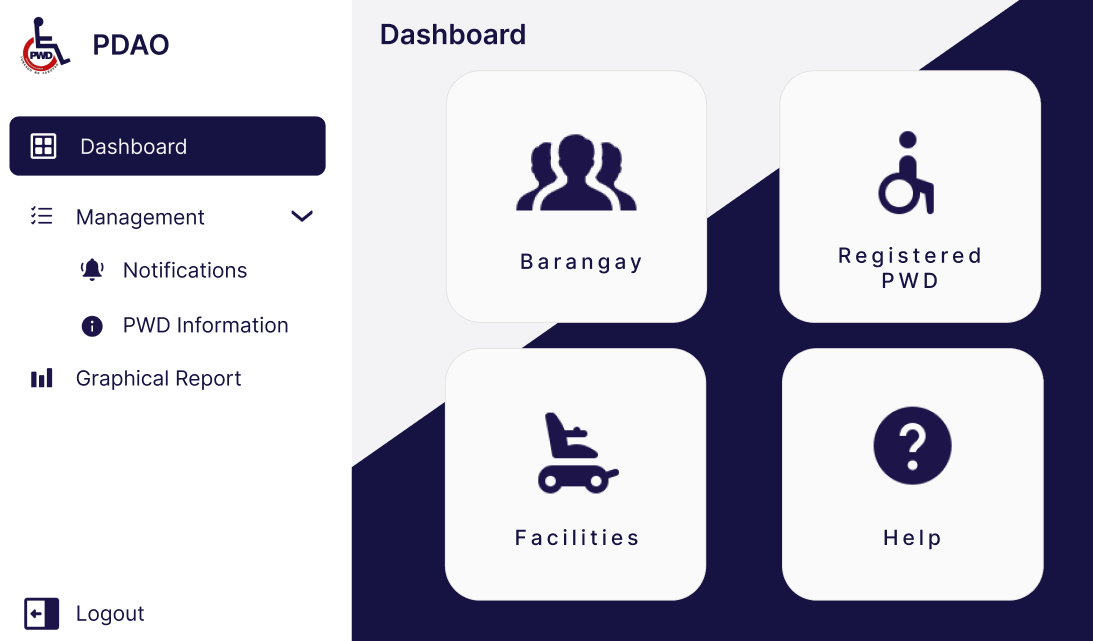 PWD
PDAO
Dashboard
Management
Notifications
PWD Information
Graphical Report
Logout
Dashboard
Barangay
Registered
PWD
Facilities
Help